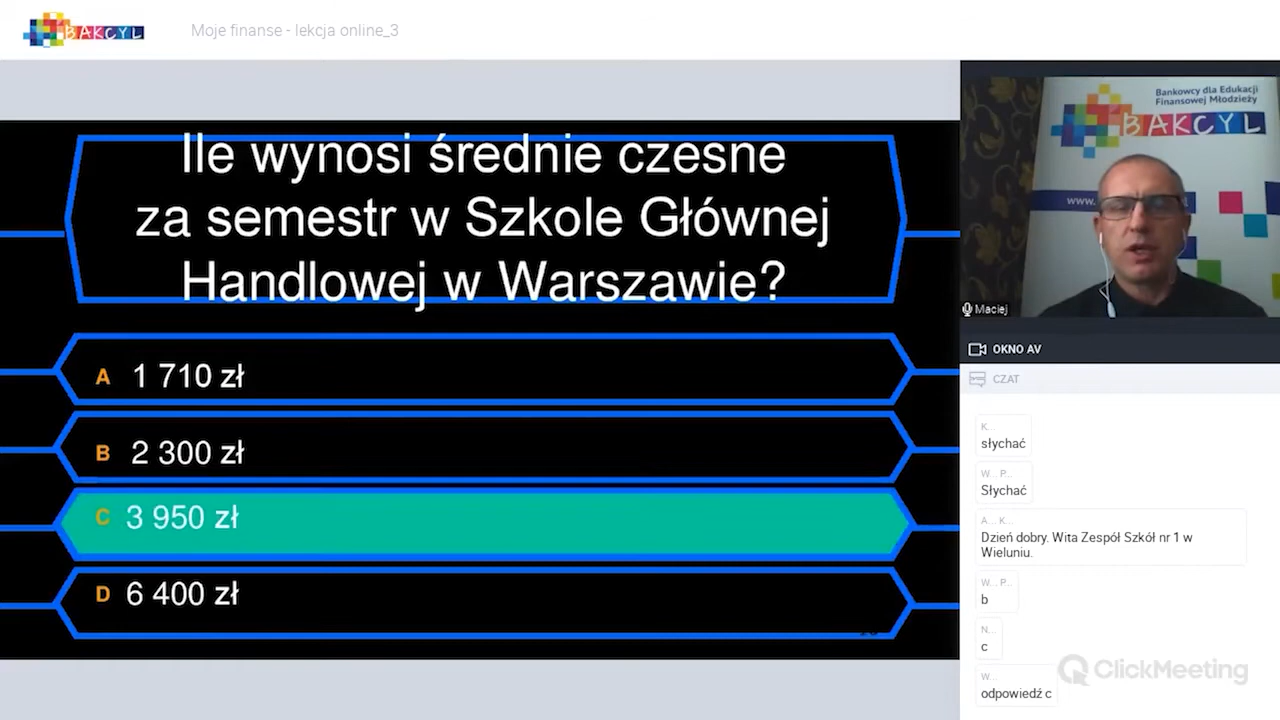 BAKCYL
Moje finanse - lekcja online_3
Ile wynosi średnie czesne
za semestr w Szkole Głównej
Handlowej w Warszawie?
A 1 710 zł
B 2 300 zł
C 3 950 zł
D 6 400 zł
Bankowcy dla Edukacji
Finansowej Młodzieży
BAKCYL
www.
Maciej
OKNO AV
CZAT
K...
słychać
W... P...
Słychać
A... K...
Dzień dobry. Wita Zespół Szkół nr 1 w
Wieluniu.
W... P...
b
N...
c
W...
odpowiedź c
ClickMeeting